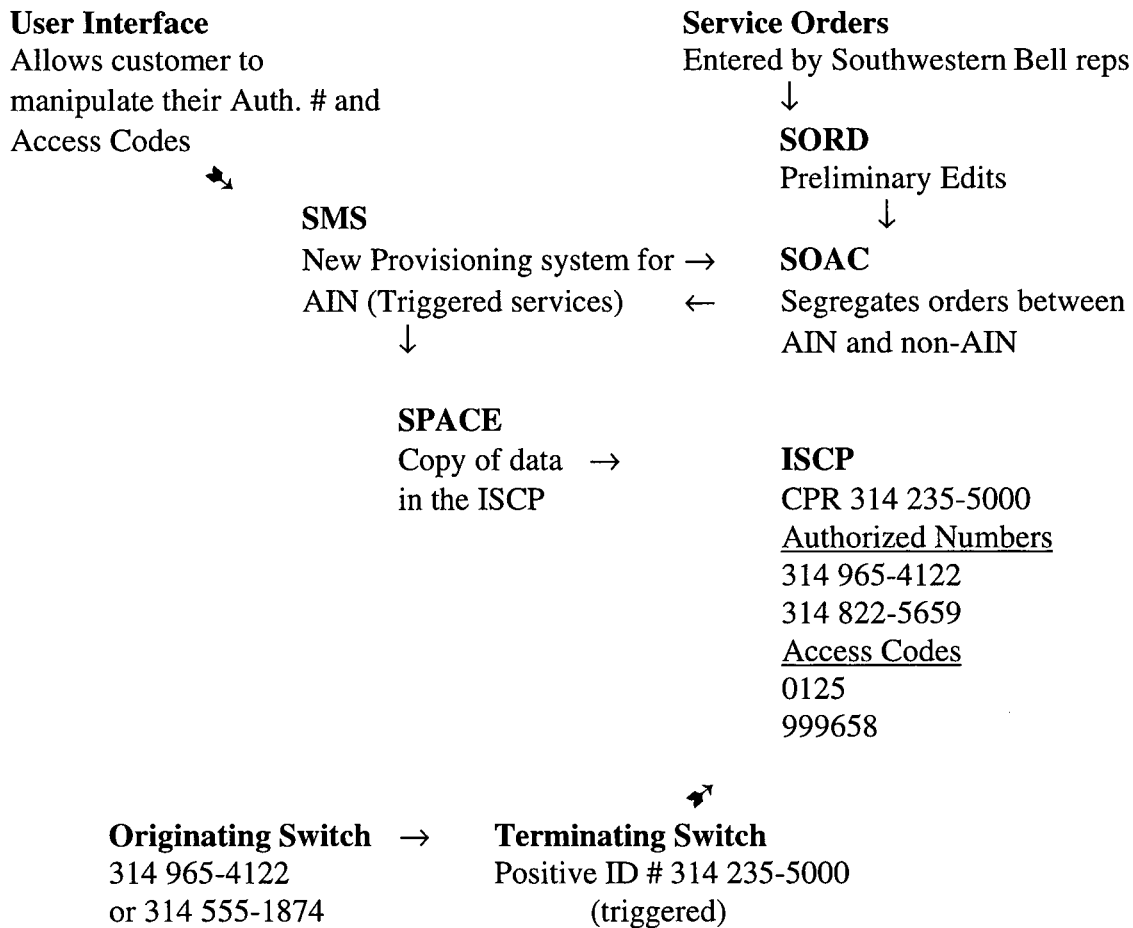 User Interface
Allows customer to
manipulate their Auth. # and
Access Codes
Service Orders
Entered by Southwestern Bell reps
↓
SORD
Preliminary Edits
↓
SMS
New Provisioning system for →
AIN (Triggered services) ←
↓
SOAC
Segregates orders between
AIN and non-AIN
SPACE
Copy of data →
in the ISCP
ISCP
CPR 314 235-5000
Authorized Numbers
314 965-4122
314 822-5659
Access Codes
0125
999658
Originating Switch →
314 965-4122
or 314 555-1874
Terminating Switch
Positive ID # 314 235-5000
(triggered)